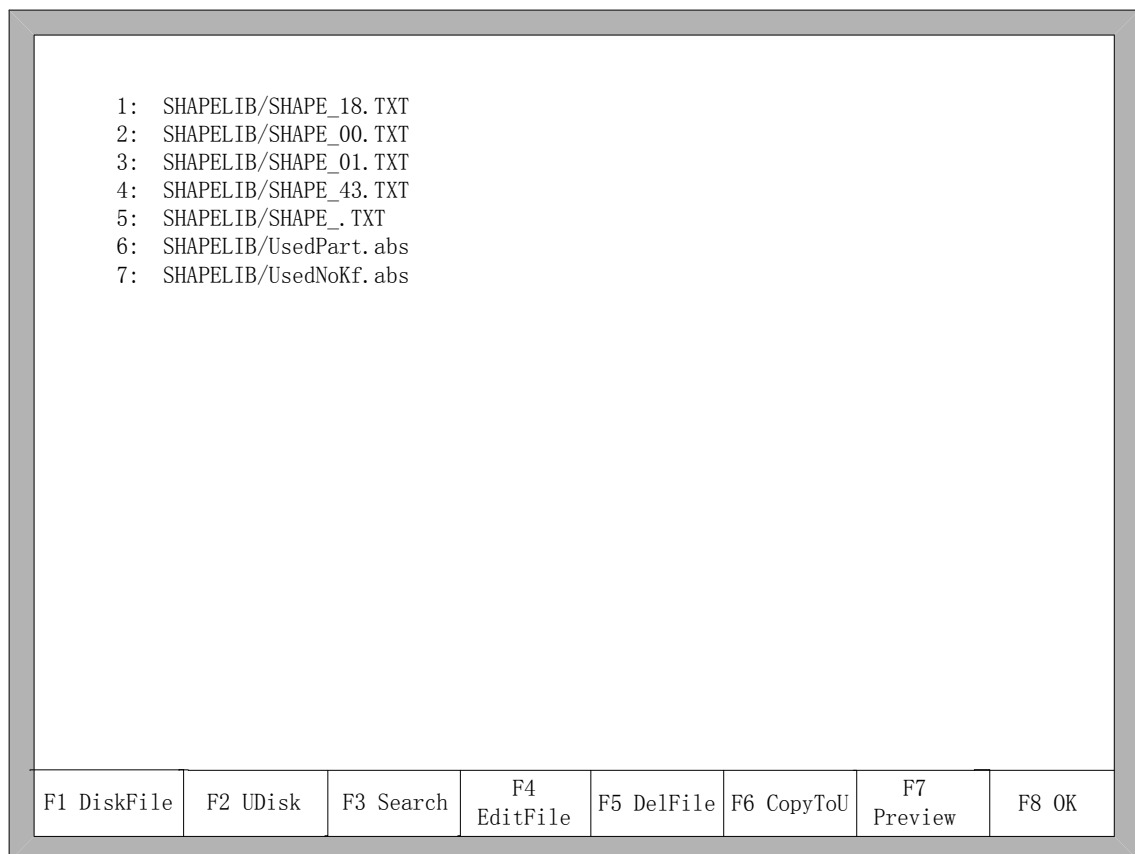 1: SHAPELIB/SHAPE_18.TXT
2: SHAPELIB/SHAPE_00.TXT
3: SHAPELIB/SHAPE_01.TXT
4: SHAPELIB/SHAPE_43.TXT
5: SHAPELIB/SHAPE_.TXT
6: SHAPELIB/UsedPart.abs
7: SHAPELIB/UsedNoKf.abs
F1 DiskFile
F2 UDisk
F3 Search
F4
EditFile
F5 DelFile
F6 CopyToU
F7
Preview
F8 OK